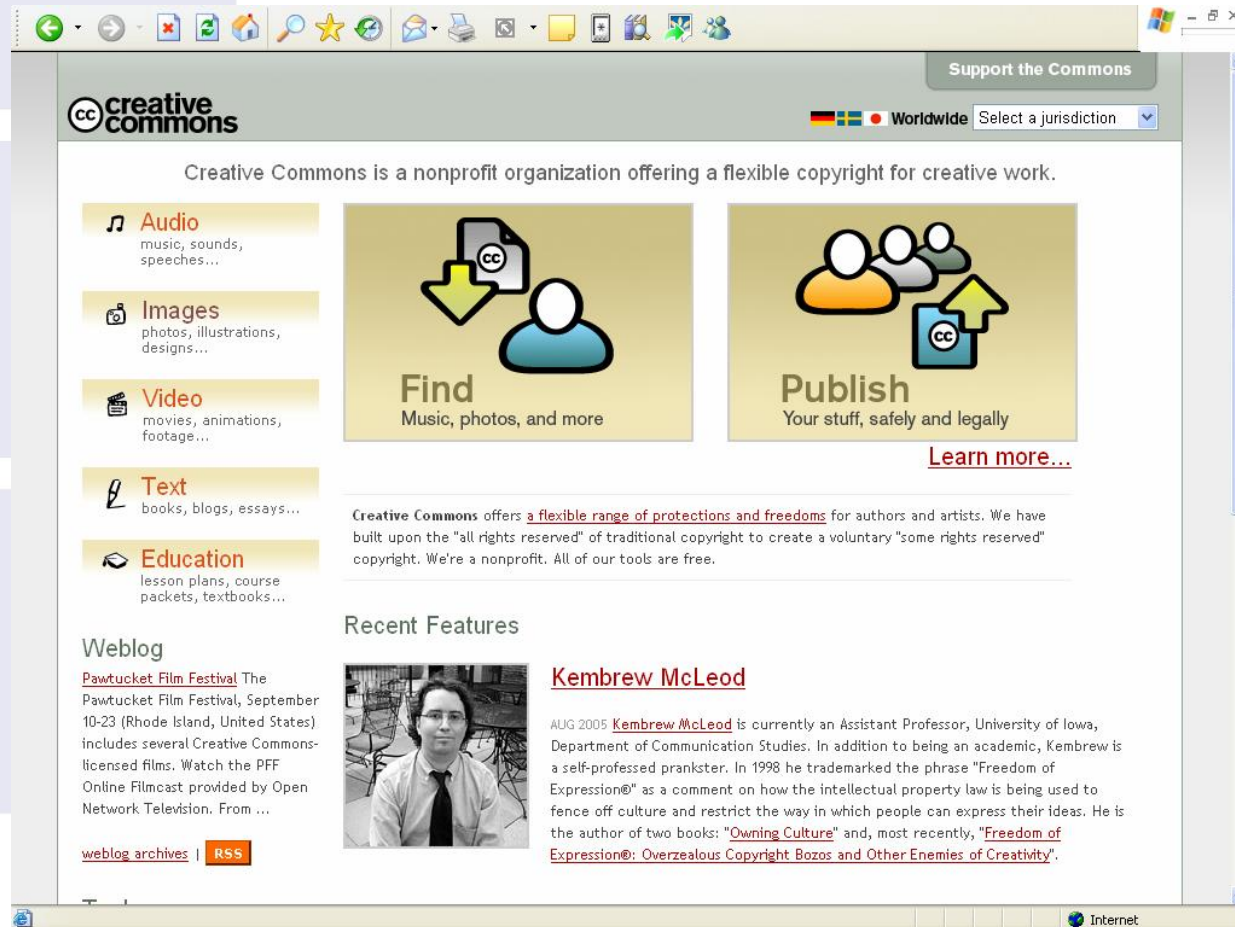 Support the Commons
cc creative
commons
Worldwide Select a jurisdiction
Creative Commons is a nonprofit organization offering a flexible copyright for creative work.
Audio
music, sounds,
speeches...
Images
photos, illustrations,
designs...
Video
movies, animations,
footage...
Text
books, blogs, essays...
Education
lesson plans, course
packets, textbooks...
Weblog
Pawtucket Film Festival The
Pawtucket Film Festival, September
10-23 (Rhode Island, United States)
includes several Creative Commons-
licensed films. Watch the PFF
Online Filmcast provided by Open
Network Television. From ...
weblog archives | RSS
cc
Find
Music, photos, and more
cc
Publish
Your stuff, safely and legally
Learn more...
Creative Commons offers a flexible range of protections and freedoms for authors and artists. We have
built upon the "all rights reserved" of traditional copyright to create a voluntary "some rights reserved"
copyright. We're a nonprofit. All of our tools are free.
Recent Features
Kembrew McLeod
AUG 2005 Kembrew McLeod is currently an Assistant Professor, University of Iowa,
Department of Communication Studies. In addition to being an academic, Kembrew is
a self-professed prankster. In 1998 he trademarked the phrase "Freedom of
Expression®" as a comment on how the intellectual property law is being used to
fence off culture and restrict the way in which people can express their ideas. He is
the author of two books: "Owning Culture" and, most recently, "Freedom of
Expression®: Overzealous Copyright Bozos and Other Enemies of Creativity".
Internet